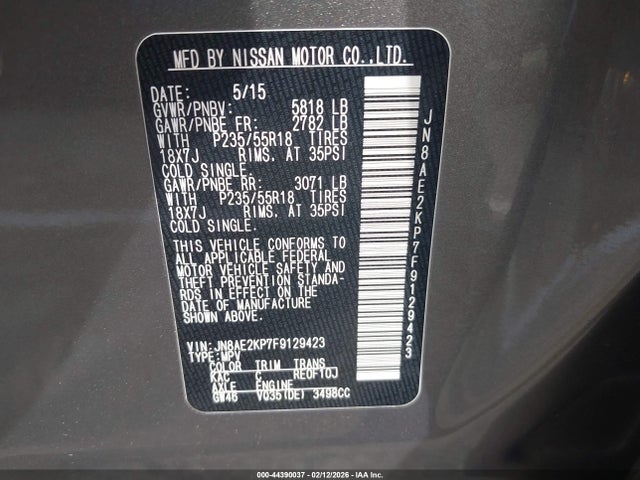 MFD BY NISSAN MOTOR CO.,LTD.
DATE: 5/15
GVWR/PNBV: 5818 LB
GAWR/PNBE FR: 2782 LB
WITH P235/55R18 TIRES
18X7J RIMS. AT 35PSI
COLD SINGLE.
GAWR/PNBE RR: 3071 LB
WITH P235/55R18 TIRES
18X7J RIMS. AT 35PSI
COLD SINGLE.
THIS VEHICLE CONFORMS TO
ALL APPLICABLE FEDERAL
MOTOR VEHICLE SAFETY AND
THEFT PREVENTION STANDA-
RDS IN EFFECT ON THE
DATE OF MANUFACTURE
SHOWN ABOVE.
VIN: JN8AE2KP7F9129423
TYPE: MPV
COLOR TRIM TRANS
KAC C RE0F10J
AXLE ENGINE
GW46 VQ35(DE) 3498CC
JN8AE2KP7F9129423
000-44390037 - 02/12/2026 - IAA Inc.